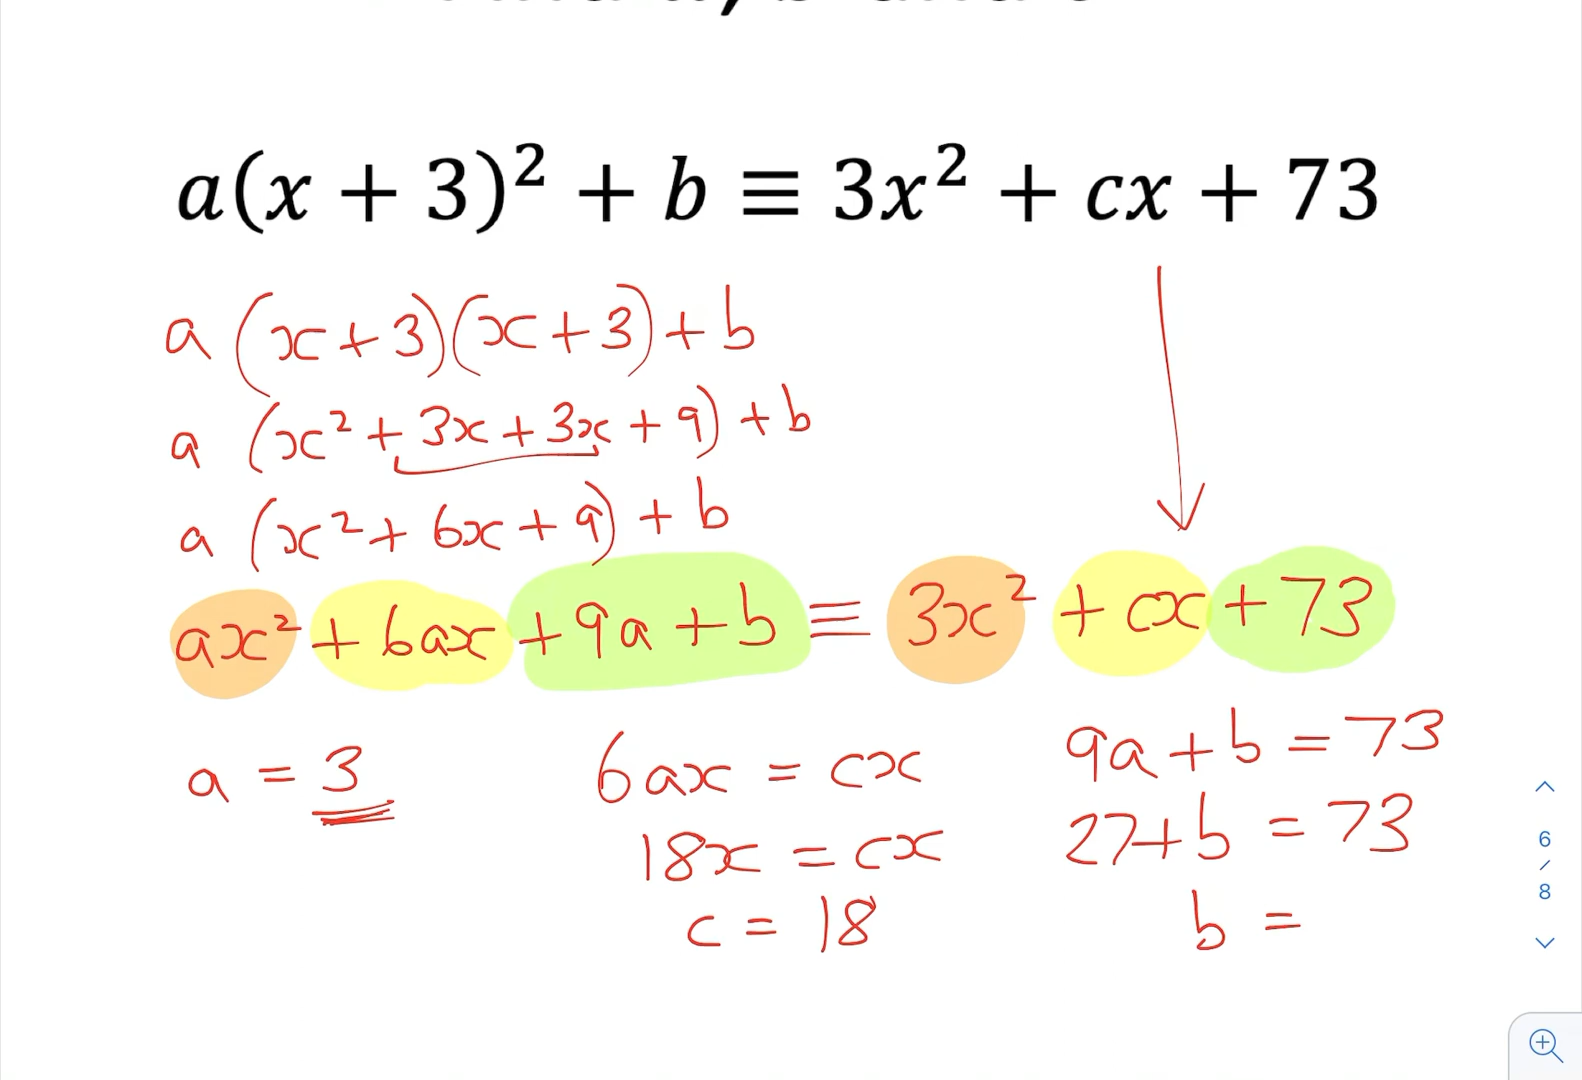 a(x + 3)² + b ≡ 3x² + cx + 73
a (x+3)(x+3) + b
a (x² + 3x + 3x + 9) + b
a (x² + 6x + 9) + b
ax² + 6ax + 9a + b ≡ 3x² + cx + 73
a = 3
6ax = cx
18x = cx
c = 18
9a + b = 73
27 + b = 73
b =
6
/
8